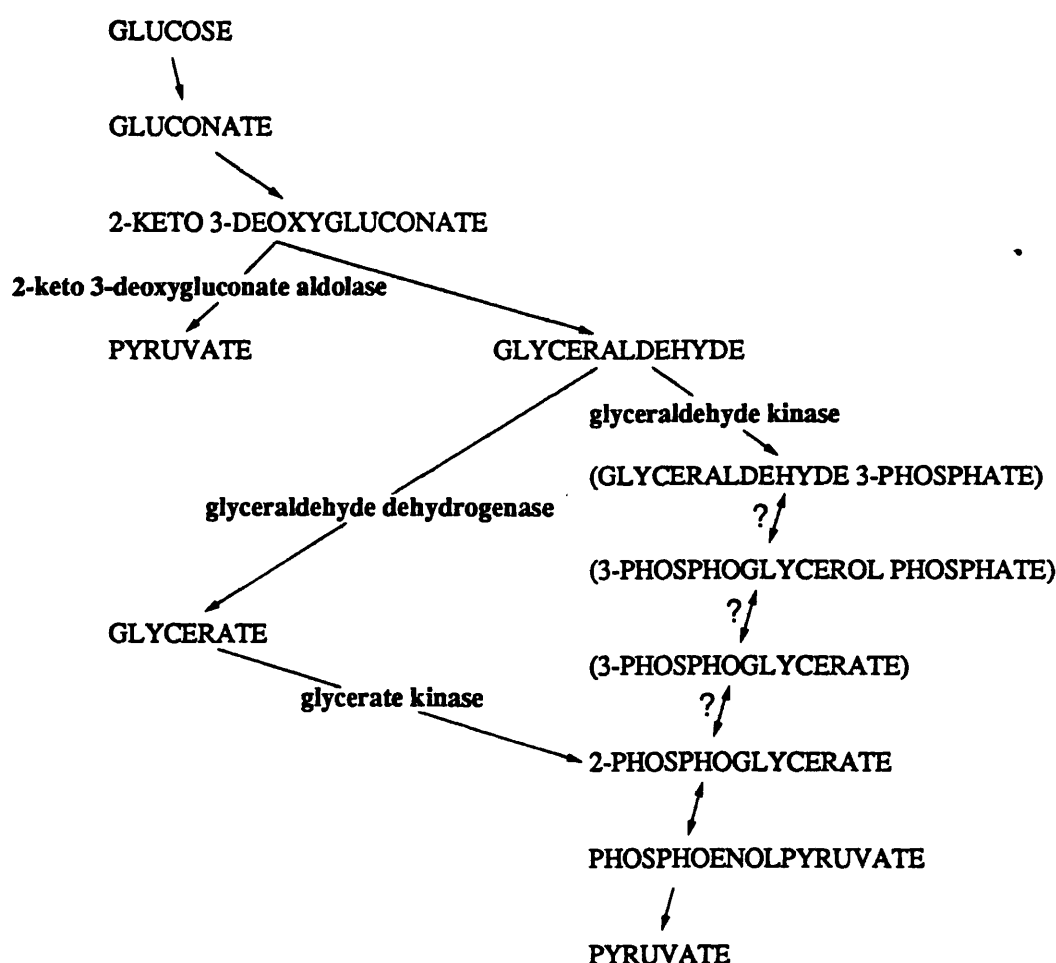 GLUCOSE
GLUCONATE
2-KETO 3-DEOXYGLUCONATE
2-keto 3-deoxygluconate aldolase
PYRUVATE
GLYCERALDEHYDE
glyceraldehyde kinase
(GLYCERALDEHYDE 3-PHOSPHATE)
glyceraldehyde dehydrogenase
?
(3-PHOSPHOGLYCEROL PHOSPHATE)
?
GLYCERATE
(3-PHOSPHOGLYCERATE)
glycerate kinase
?
2-PHOSPHOGLYCERATE
PHOSPHOENOLPYRUVATE
PYRUVATE